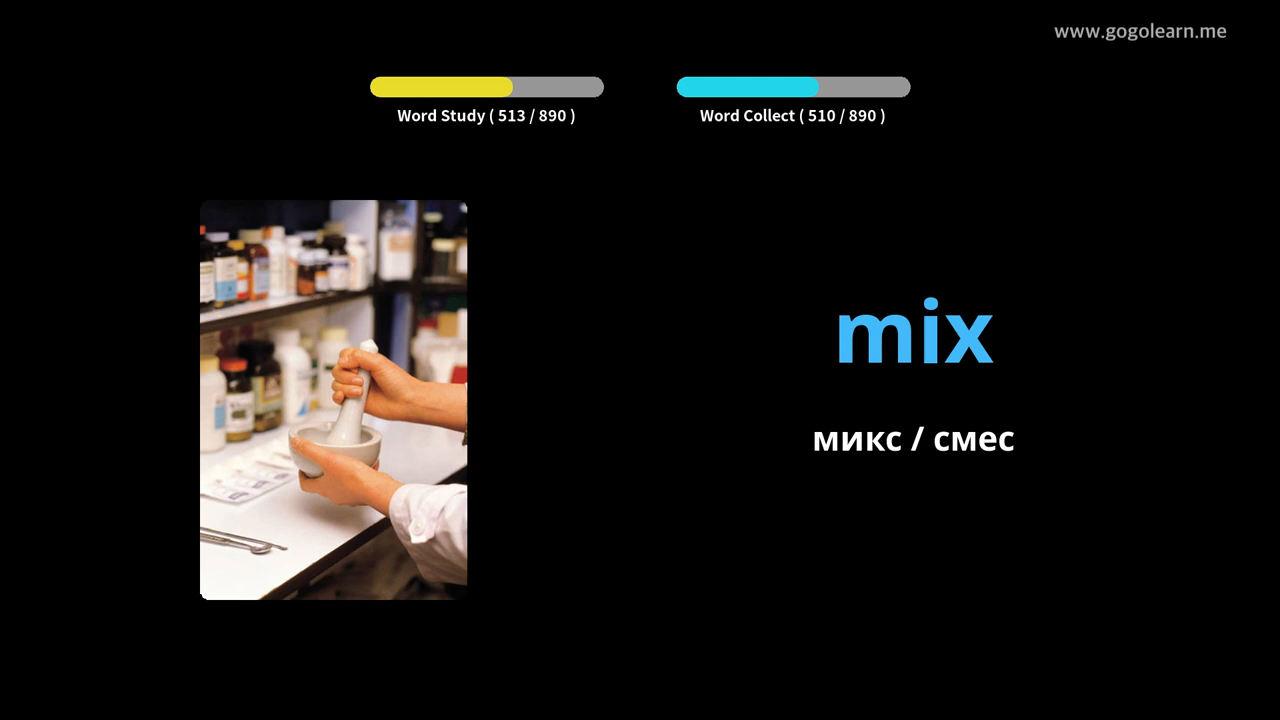 www.gogolearn.me
Word Study ( 513 / 890 )
Word Collect ( 510 / 890 )
mix
микс / смес